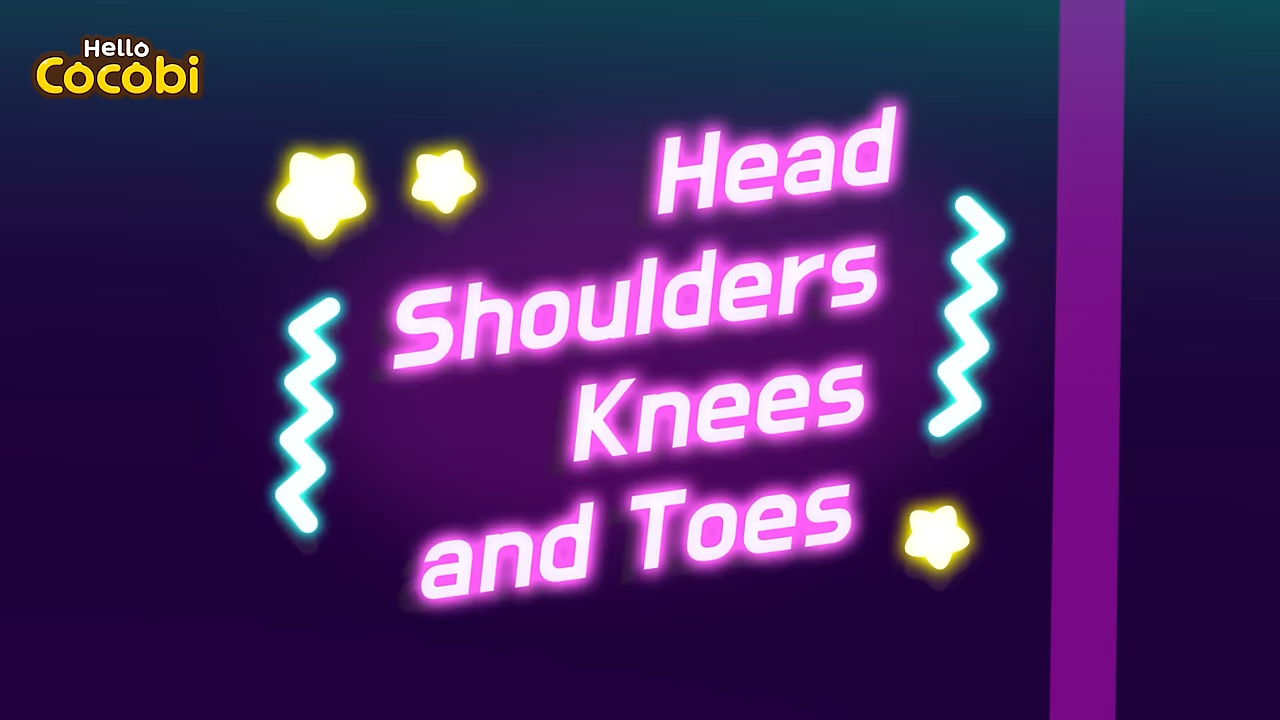 Hello
Cocobi
Head
Shoulders
Knees
and Toes